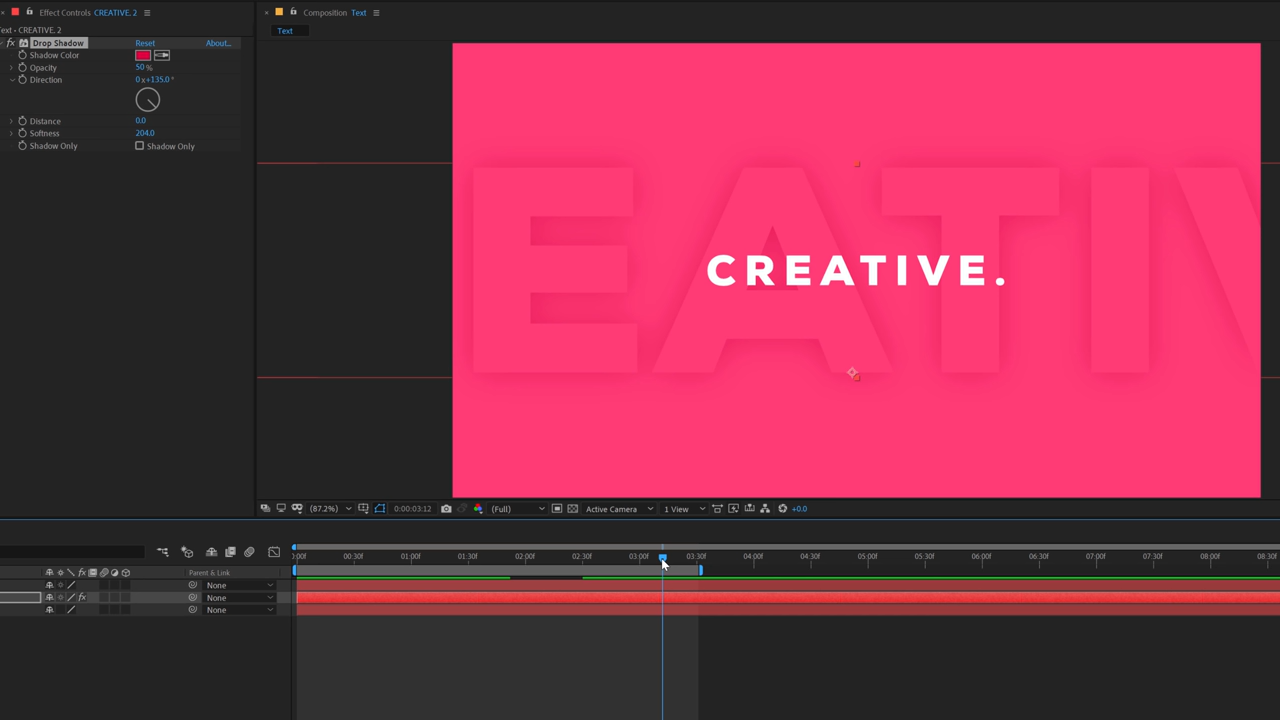 Effect Controls CREATIVE. 2
Text • CREATIVE. 2
fx Drop Shadow Reset About...
Shadow Color
Opacity 50 %
Direction 0 x+135.0 °
Distance 0.0
Softness 204.0
Shadow Only Shadow Only
Composition Text
Text
EATIV
CREATIVE.
(87.2%) 0:00:03:12 (Full) Active Camera 1 View +0.0
:00f 00:30f 01:00f 01:30f 02:00f 02:30f 03:00f 03:30f 04:00f 04:30f 05:00f 05:30f 06:00f 06:30f 07:00f 07:30f 08:00f 08:30f
fx Parent & Link
None
fx None
None